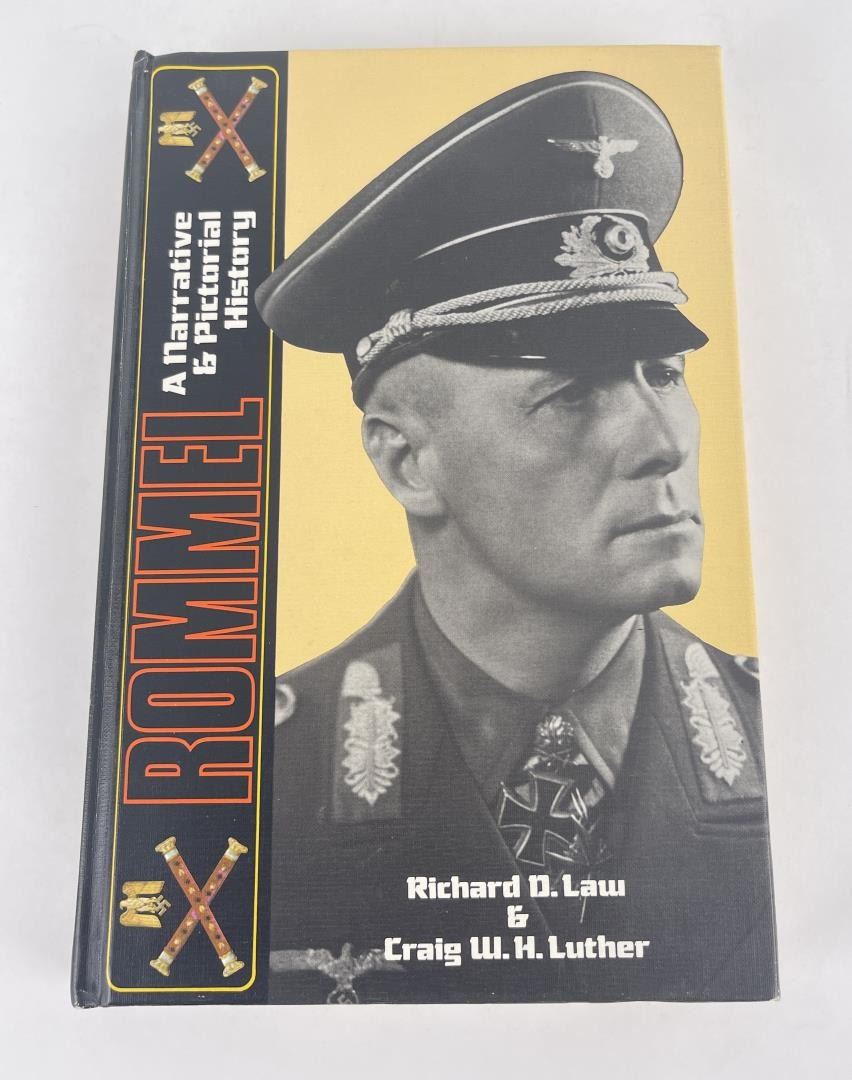 ROMMEL
A Narrative
& Pictorial
History
Richard D. Law
&
Craig W. H. Luther